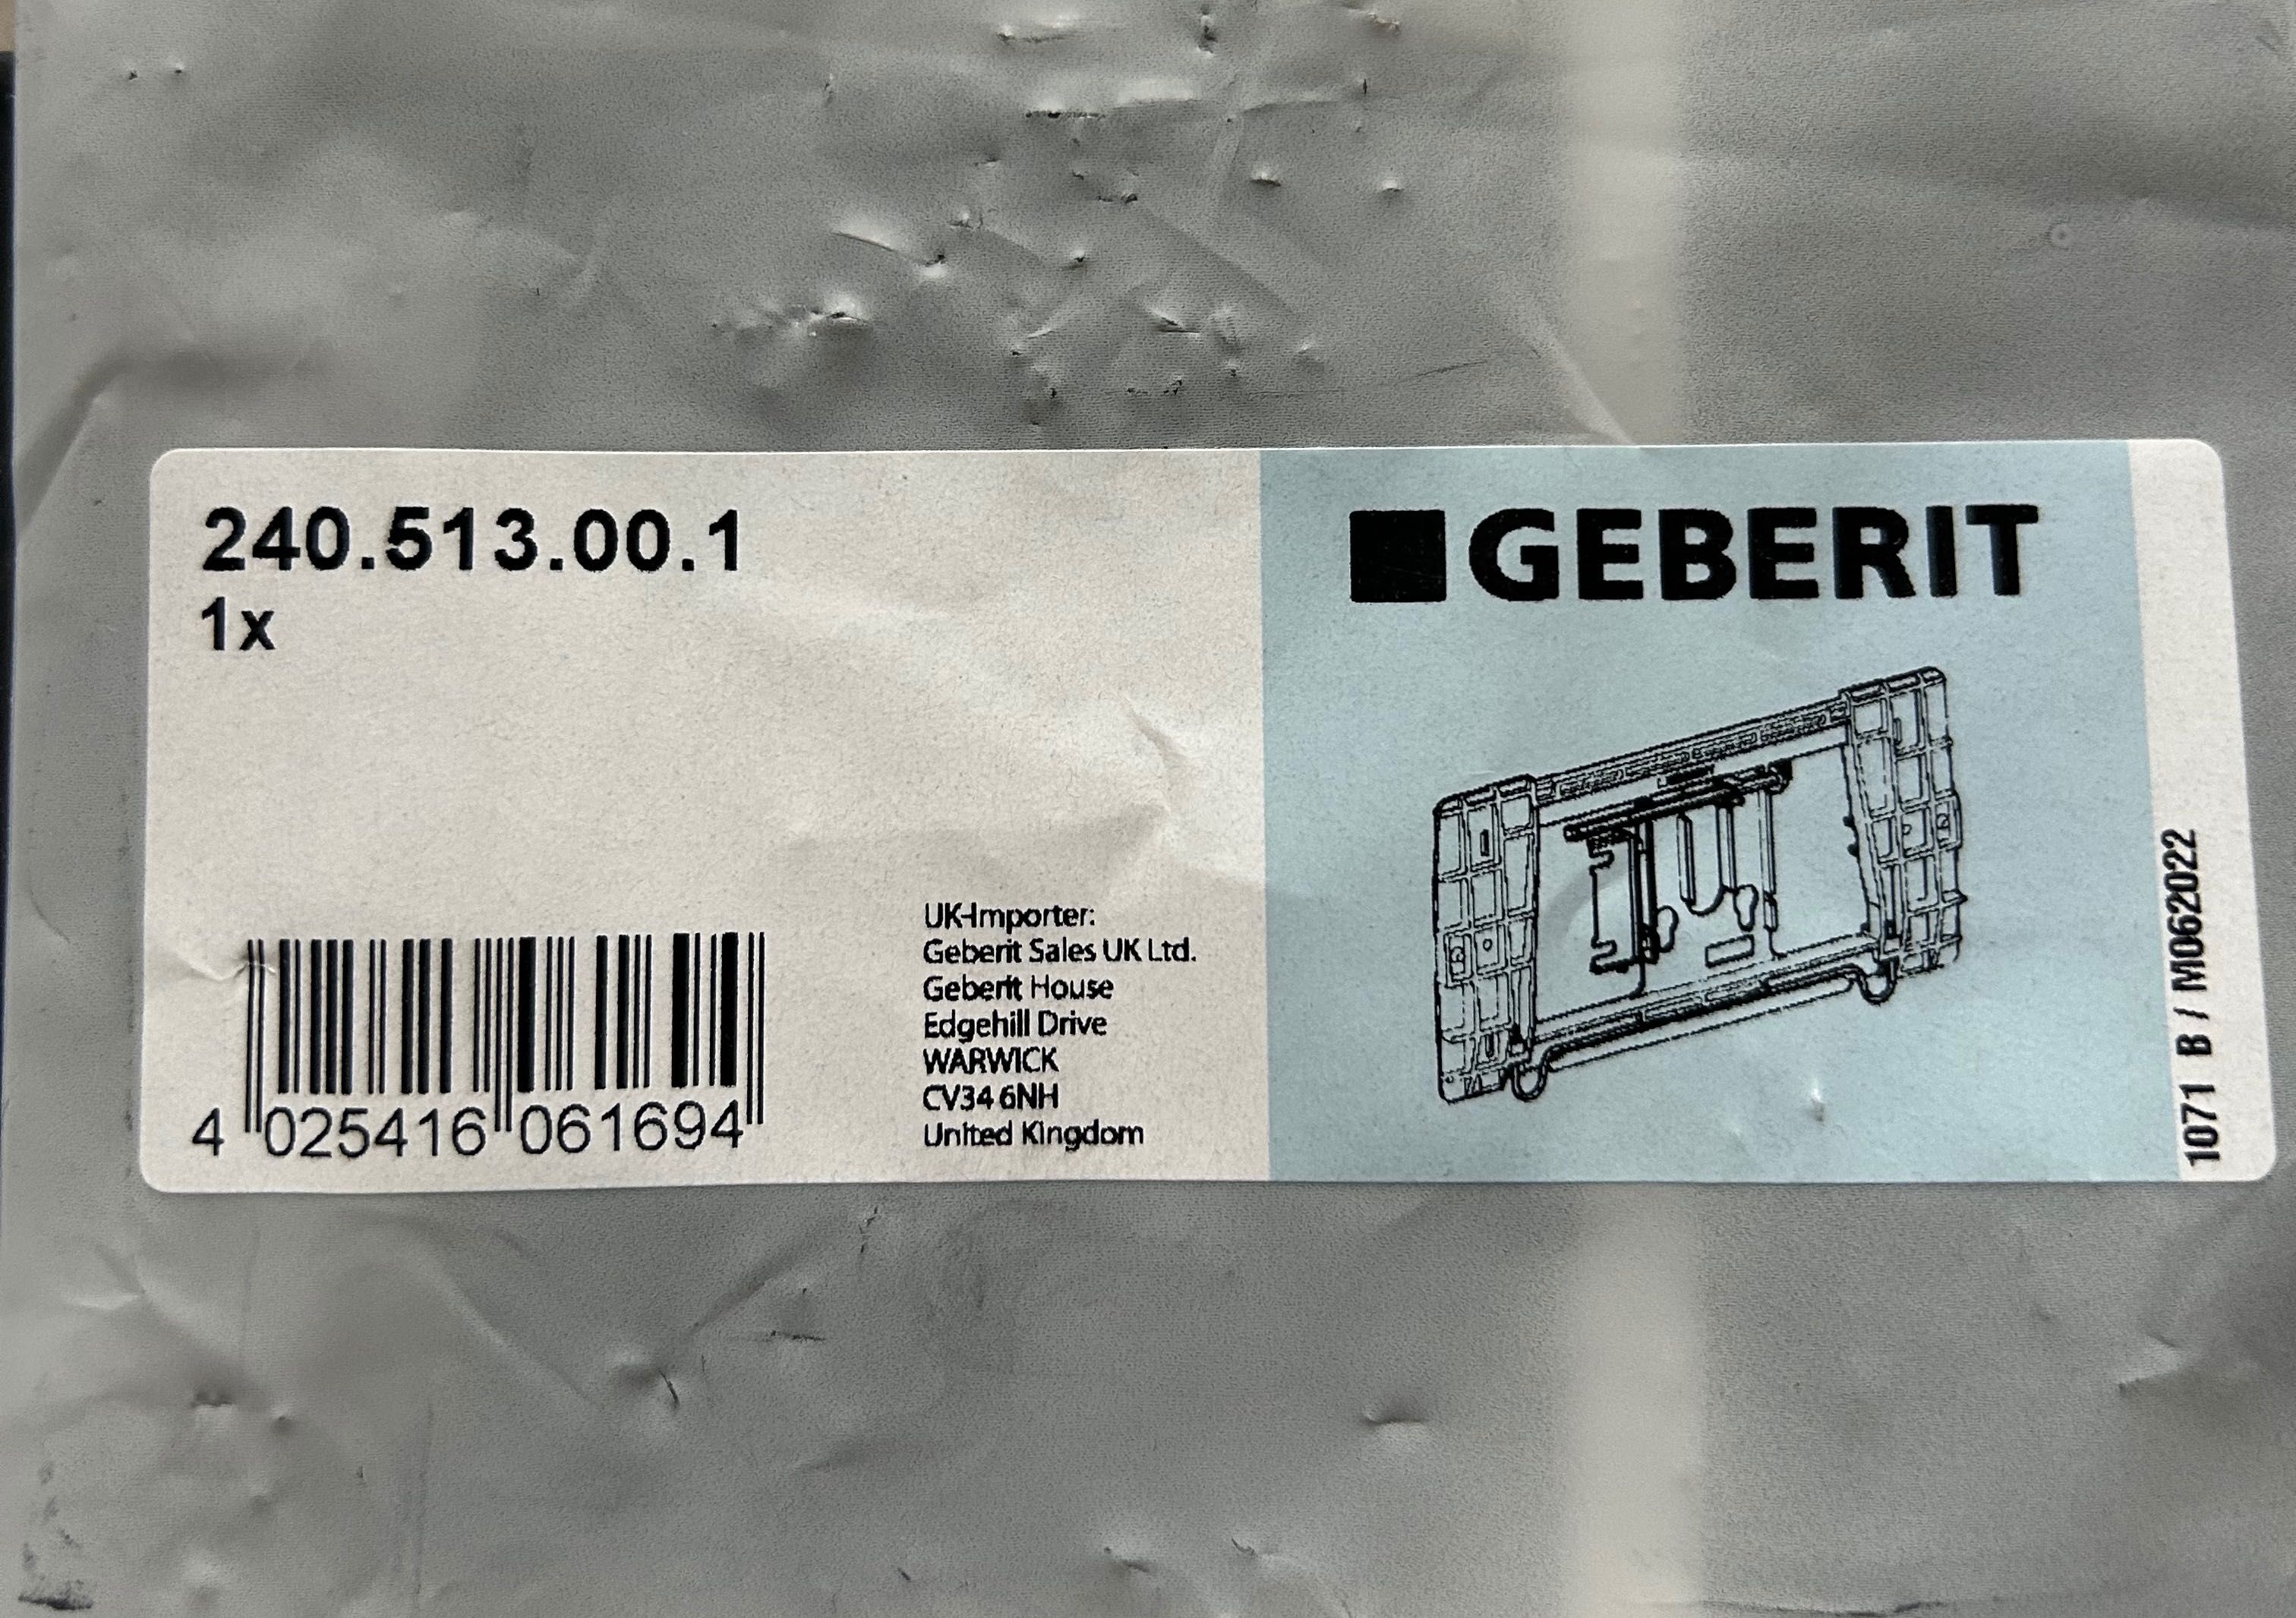 240.513.00.1
1x
GEBERIT
UK-Importer:
Geberit Sales UK Ltd.
Geberit House
Edgehill Drive
WARWICK
CV34 6NH
United Kingdom
4 025416 061694
1071 B / M062022